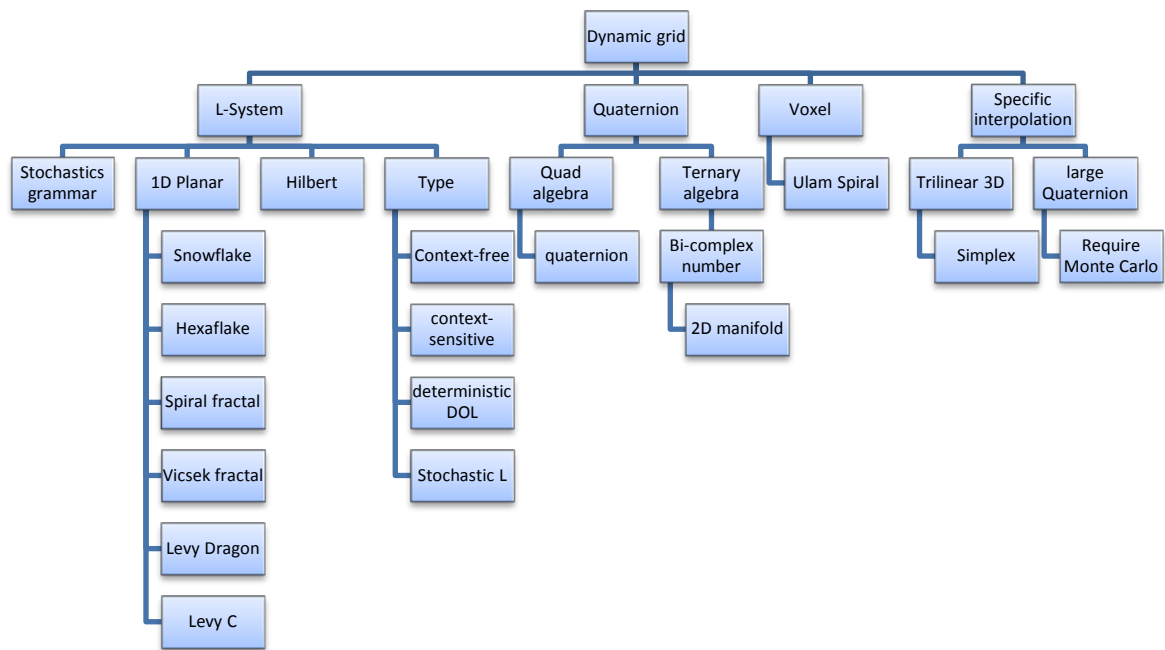 Dynamic grid
L-System
Quaternion
Voxel
Specific
interpolation
Stochastics
grammar
1D Planar
Hilbert
Type
Quad
algebra
Ternary
algebra
Ulam Spiral
Trilinear 3D
large
Quaternion
Snowflake
Context-free
quaternion
Bi-complex
number
Simplex
Require
Monte Carlo
Hexaflake
context-
sensitive
2D manifold
Spiral fractal
deterministic
DOL
Vicsek fractal
Stochastic L
Levy Dragon
Levy C